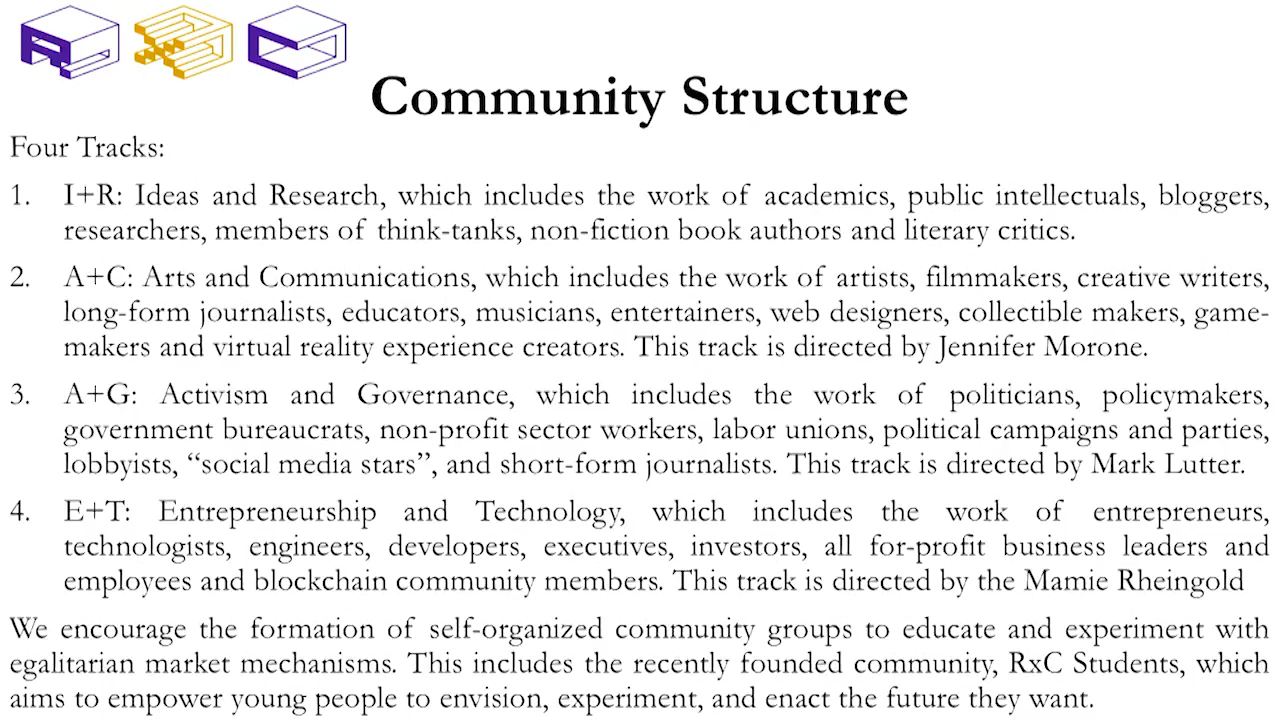 RxC
Community Structure
Four Tracks:
1. I+R: Ideas and Research, which includes the work of academics, public intellectuals, bloggers,
researchers, members of think-tanks, non-fiction book authors and literary critics.
2. A+C: Arts and Communications, which includes the work of artists, filmmakers, creative writers,
long-form journalists, educators, musicians, entertainers, web designers, collectible makers, game-
makers and virtual reality experience creators. This track is directed by Jennifer Morone.
3. A+G: Activism and Governance, which includes the work of politicians, policymakers,
government bureaucrats, non-profit sector workers, labor unions, political campaigns and parties,
lobbyists, “social media stars”, and short-form journalists. This track is directed by Mark Lutter.
4. E+T: Entrepreneurship and Technology, which includes the work of entrepreneurs,
technologists, engineers, developers, executives, investors, all for-profit business leaders and
employees and blockchain community members. This track is directed by the Mamie Rheingold
We encourage the formation of self-organized community groups to educate and experiment with
egalitarian market mechanisms. This includes the recently founded community, RxC Students, which
aims to empower young people to envision, experiment, and enact the future they want.